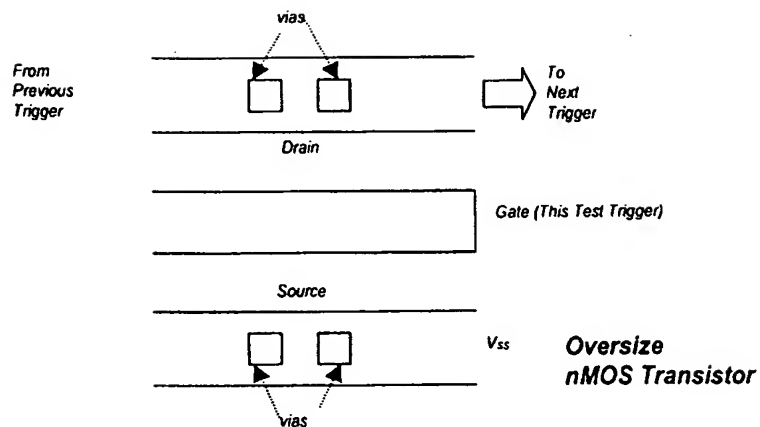 vias
From
Previous
Trigger
To
Next
Trigger
Drain
Gate (This Test Trigger)
Source
Vss
Oversize
nMOS Transistor
vias